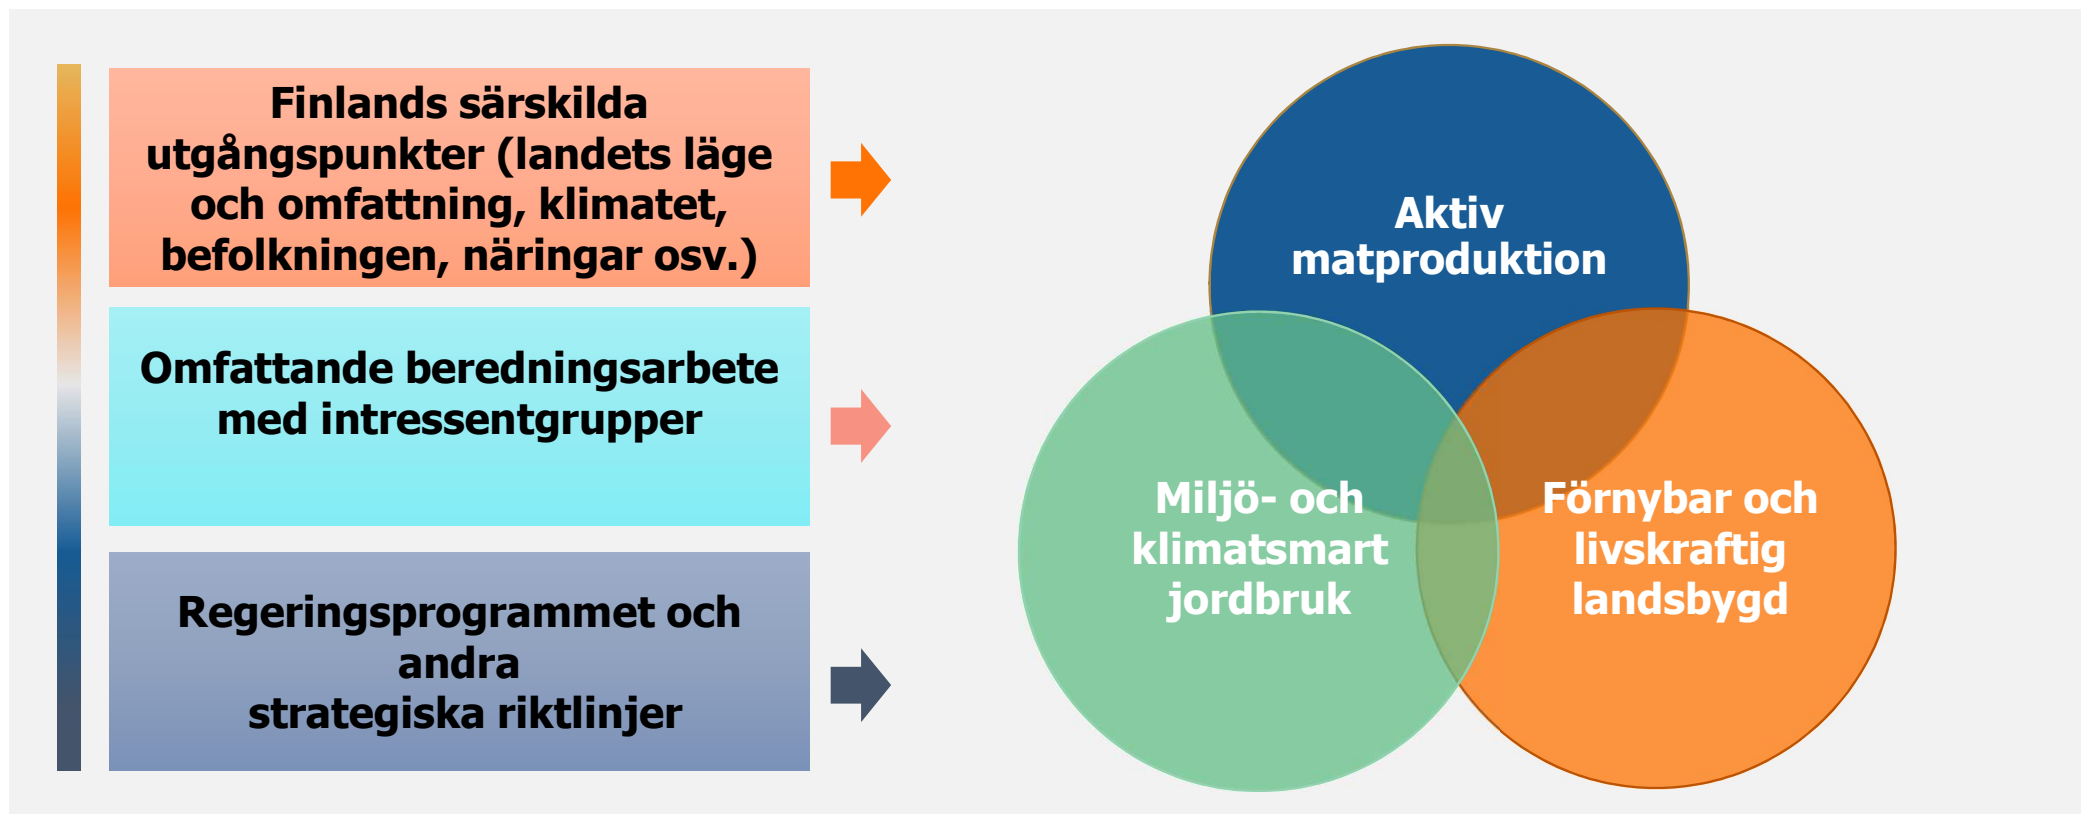 Finlands särskilda
utgångspunkter (landets läge
och omfattning, klimatet,
befolkningen, näringar osv.)
Omfattande beredningsarbete
med intressentgrupper
Regeringsprogrammet och
andra
strategiska riktlinjer
Aktiv
matproduktion
Miljö- och
klimatsmart
jordbruk
Förnybar och
livskraftig
landsbygd